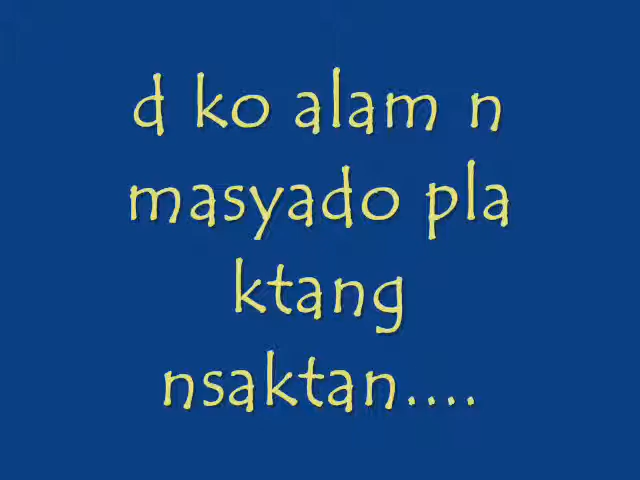 d ko alam n
masyado pla
ktang
nsaktan....